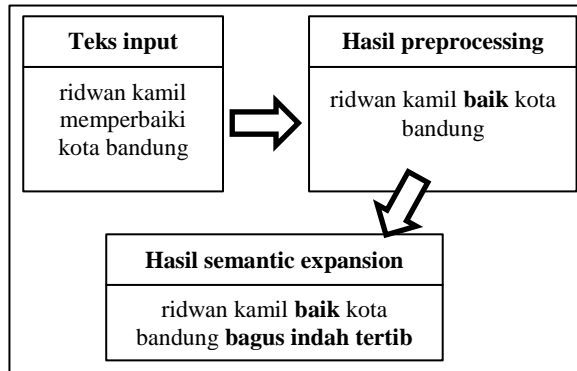 Teks input
ridwan kamil
memperbaiki
kota bandung
Hasil preprocessing
ridwan kamil baik kota
bandung
Hasil semantic expansion
ridwan kamil baik kota
bandung bagus indah tertib